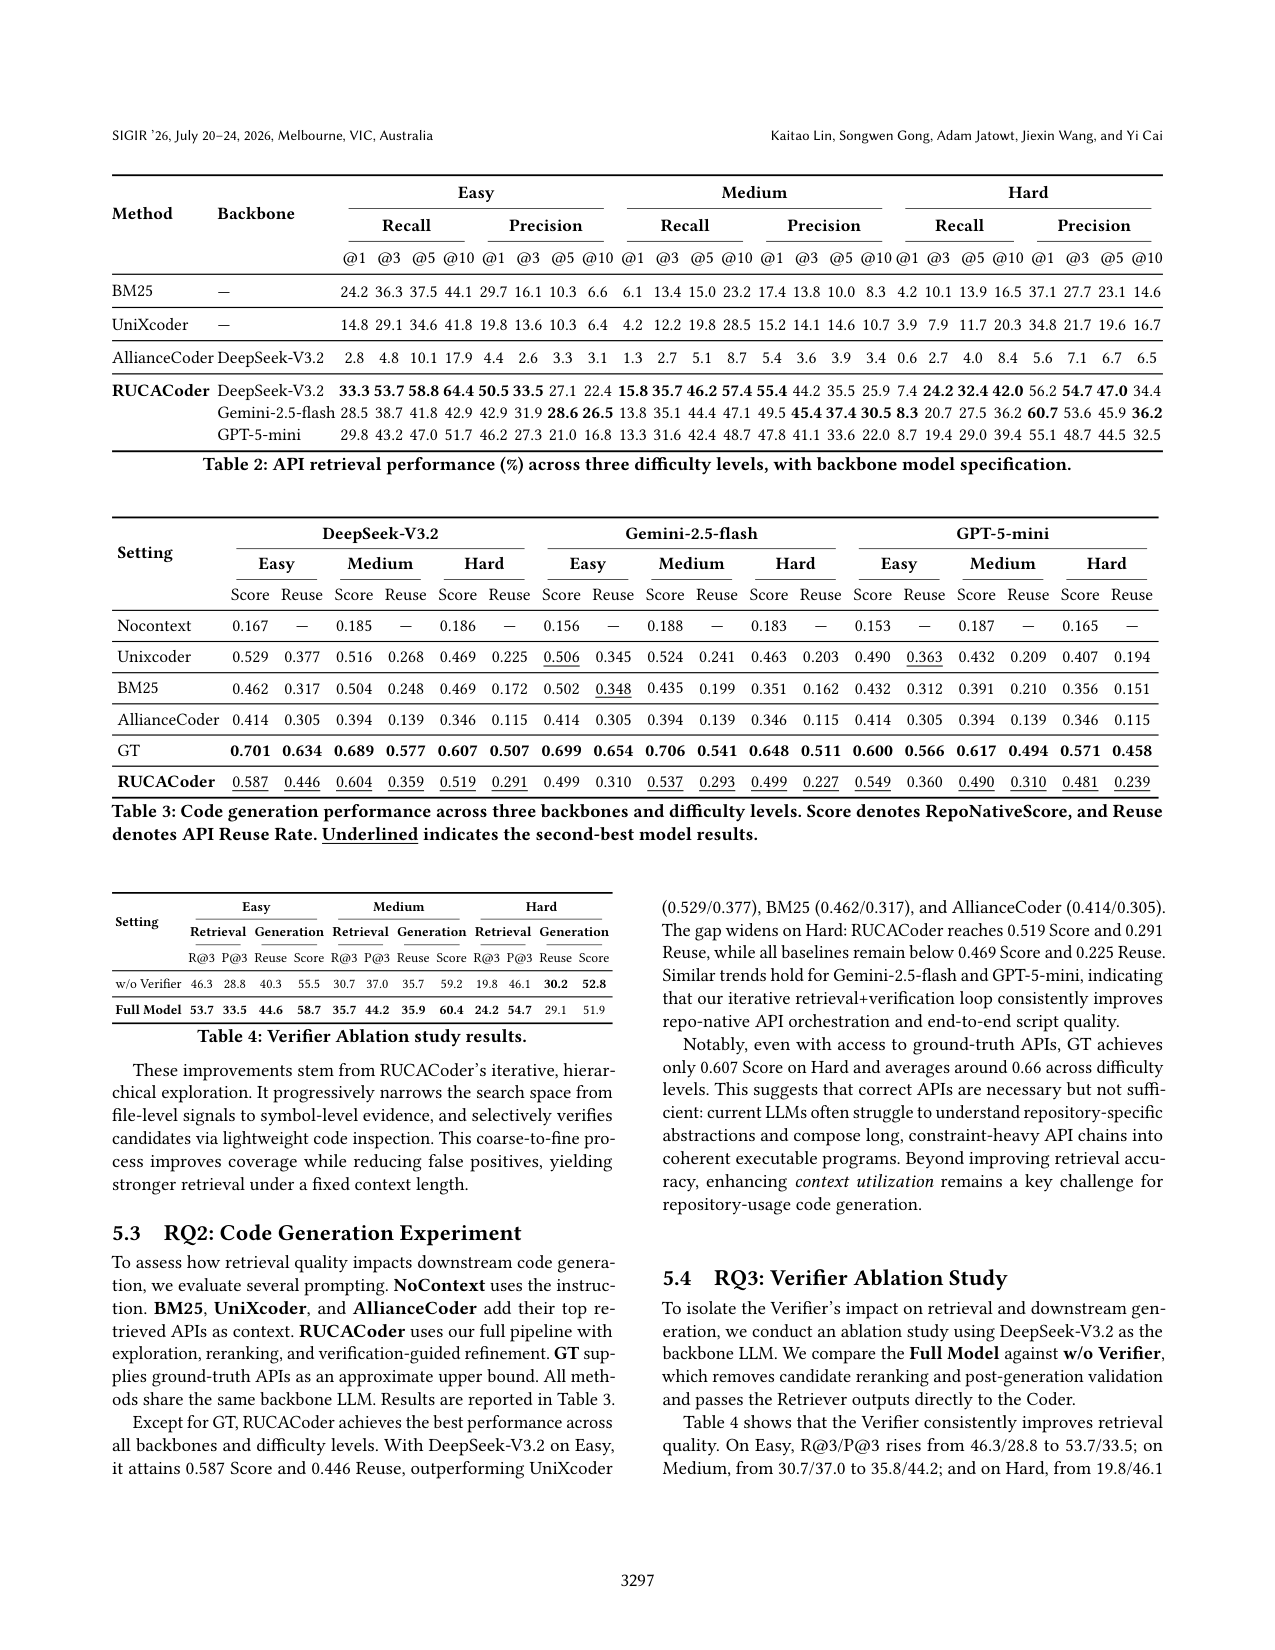 SIGIR ’26, July 20–24, 2026, Melbourne, VIC, Australia
Kaitao Lin, Songwen Gong, Adam Jatowt, Jiexin Wang, and Yi Cai
Method Backbone Easy Medium Hard
Recall Precision Recall Precision Recall Precision
@1 @3 @5 @10 @1 @3 @5 @10 @1 @3 @5 @10 @1 @3 @5 @10 @1 @3 @5 @10 @1 @3 @5 @10
BM25 — 24.2 36.3 37.5 44.1 29.7 16.1 10.3 6.6 6.1 13.4 15.0 23.2 17.4 13.8 10.0 8.3 4.2 10.1 13.9 16.5 37.1 27.7 23.1 14.6
UniXcoder — 14.8 29.1 34.6 41.8 19.8 13.6 10.3 6.4 4.2 12.2 19.8 28.5 15.2 14.1 14.6 10.7 3.9 7.9 11.7 20.3 34.8 21.7 19.6 16.7
AllianceCoder DeepSeek-V3.2 2.8 4.8 10.1 17.9 4.4 2.6 3.3 3.1 1.3 2.7 5.1 8.7 5.4 3.6 3.9 3.4 0.6 2.7 4.0 8.4 5.6 7.1 6.7 6.5
RUCACoder DeepSeek-V3.2 33.3 53.7 58.8 64.4 50.5 33.5 27.1 22.4 15.8 35.7 46.2 57.4 55.4 44.2 35.5 25.9 7.4 24.2 32.4 42.0 56.2 54.7 47.0 34.4
Gemini-2.5-flash 28.5 38.7 41.8 42.9 42.9 31.9 28.6 26.5 13.8 35.1 44.4 47.1 49.5 45.4 37.4 30.5 8.3 20.7 27.5 36.2 60.7 53.6 45.9 36.2
GPT-5-mini 29.8 43.2 47.0 51.7 46.2 27.3 21.0 16.8 13.3 31.6 42.4 48.7 47.8 41.1 33.6 22.0 8.7 19.4 29.0 39.4 55.1 48.7 44.5 32.5
Table 2: API retrieval performance (%) across three difficulty levels, with backbone model specification.
Setting DeepSeek-V3.2 Gemini-2.5-flash GPT-5-mini
Easy Medium Hard Easy Medium Hard Easy Medium Hard
Score Reuse Score Reuse Score Reuse Score Reuse Score Reuse Score Reuse Score Reuse Score Reuse Score Reuse
Nocontext 0.167 — 0.185 — 0.186 — 0.156 — 0.188 — 0.183 — 0.153 — 0.187 — 0.165 —
Unixcoder 0.529 0.377 0.516 0.268 0.469 0.225 0.506 0.345 0.524 0.241 0.463 0.203 0.490 0.363 0.432 0.209 0.407 0.194
BM25 0.462 0.317 0.504 0.248 0.469 0.172 0.502 0.348 0.435 0.199 0.351 0.162 0.432 0.312 0.391 0.210 0.356 0.151
AllianceCoder 0.414 0.305 0.394 0.139 0.346 0.115 0.414 0.305 0.394 0.139 0.346 0.115 0.414 0.305 0.394 0.139 0.346 0.115
GT 0.701 0.634 0.689 0.577 0.607 0.507 0.699 0.654 0.706 0.541 0.648 0.511 0.600 0.566 0.617 0.494 0.571 0.458
RUCACoder 0.587 0.446 0.604 0.359 0.519 0.291 0.499 0.310 0.537 0.293 0.499 0.227 0.549 0.360 0.490 0.310 0.481 0.239
Table 3: Code generation performance across three backbones and difficulty levels. Score denotes RepoNativeScore, and Reuse
denotes API Reuse Rate. Underlined indicates the second-best model results.
Setting Easy Medium Hard
Retrieval Generation Retrieval Generation Retrieval Generation
R@3 P@3 Reuse Score R@3 P@3 Reuse Score R@3 P@3 Reuse Score
w/o Verifier 46.3 28.8 40.3 55.5 30.7 37.0 35.7 59.2 19.8 46.1 30.2 52.8
Full Model 53.7 33.5 44.6 58.7 35.7 44.2 35.9 60.4 24.2 54.7 29.1 51.9
Table 4: Verifier Ablation study results.
These improvements stem from RUCACoder’s iterative, hierar-
chical exploration. It progressively narrows the search space from
file-level signals to symbol-level evidence, and selectively verifies
candidates via lightweight code inspection. This coarse-to-fine pro-
cess improves coverage while reducing false positives, yielding
stronger retrieval under a fixed context length.
5.3 RQ2: Code Generation Experiment
To assess how retrieval quality impacts downstream code genera-
tion, we evaluate several prompting. NoContext uses the instruc-
tion. BM25, UniXcoder, and AllianceCoder add their top re-
trieved APIs as context. RUCACoder uses our full pipeline with
exploration, reranking, and verification-guided refinement. GT sup-
plies ground-truth APIs as an approximate upper bound. All meth-
ods share the same backbone LLM. Results are reported in Table 3.
Except for GT, RUCACoder achieves the best performance across
all backbones and difficulty levels. With DeepSeek-V3.2 on Easy,
it attains 0.587 Score and 0.446 Reuse, outperforming UniXcoder
(0.529/0.377), BM25 (0.462/0.317), and AllianceCoder (0.414/0.305).
The gap widens on Hard: RUCACoder reaches 0.519 Score and 0.291
Reuse, while all baselines remain below 0.469 Score and 0.225 Reuse.
Similar trends hold for Gemini-2.5-flash and GPT-5-mini, indicating
that our iterative retrieval+verification loop consistently improves
repo-native API orchestration and end-to-end script quality.
Notably, even with access to ground-truth APIs, GT achieves
only 0.607 Score on Hard and averages around 0.66 across difficulty
levels. This suggests that correct APIs are necessary but not suffi-
cient: current LLMs often struggle to understand repository-specific
abstractions and compose long, constraint-heavy API chains into
coherent executable programs. Beyond improving retrieval accu-
racy, enhancing context utilization remains a key challenge for
repository-usage code generation.
5.4 RQ3: Verifier Ablation Study
To isolate the Verifier’s impact on retrieval and downstream gen-
eration, we conduct an ablation study using DeepSeek-V3.2 as the
backbone LLM. We compare the Full Model against w/o Verifier,
which removes candidate reranking and post-generation validation
and passes the Retriever outputs directly to the Coder.
Table 4 shows that the Verifier consistently improves retrieval
quality. On Easy, R@3/P@3 rises from 46.3/28.8 to 53.7/33.5; on
Medium, from 30.7/37.0 to 35.8/44.2; and on Hard, from 19.8/46.1
3297